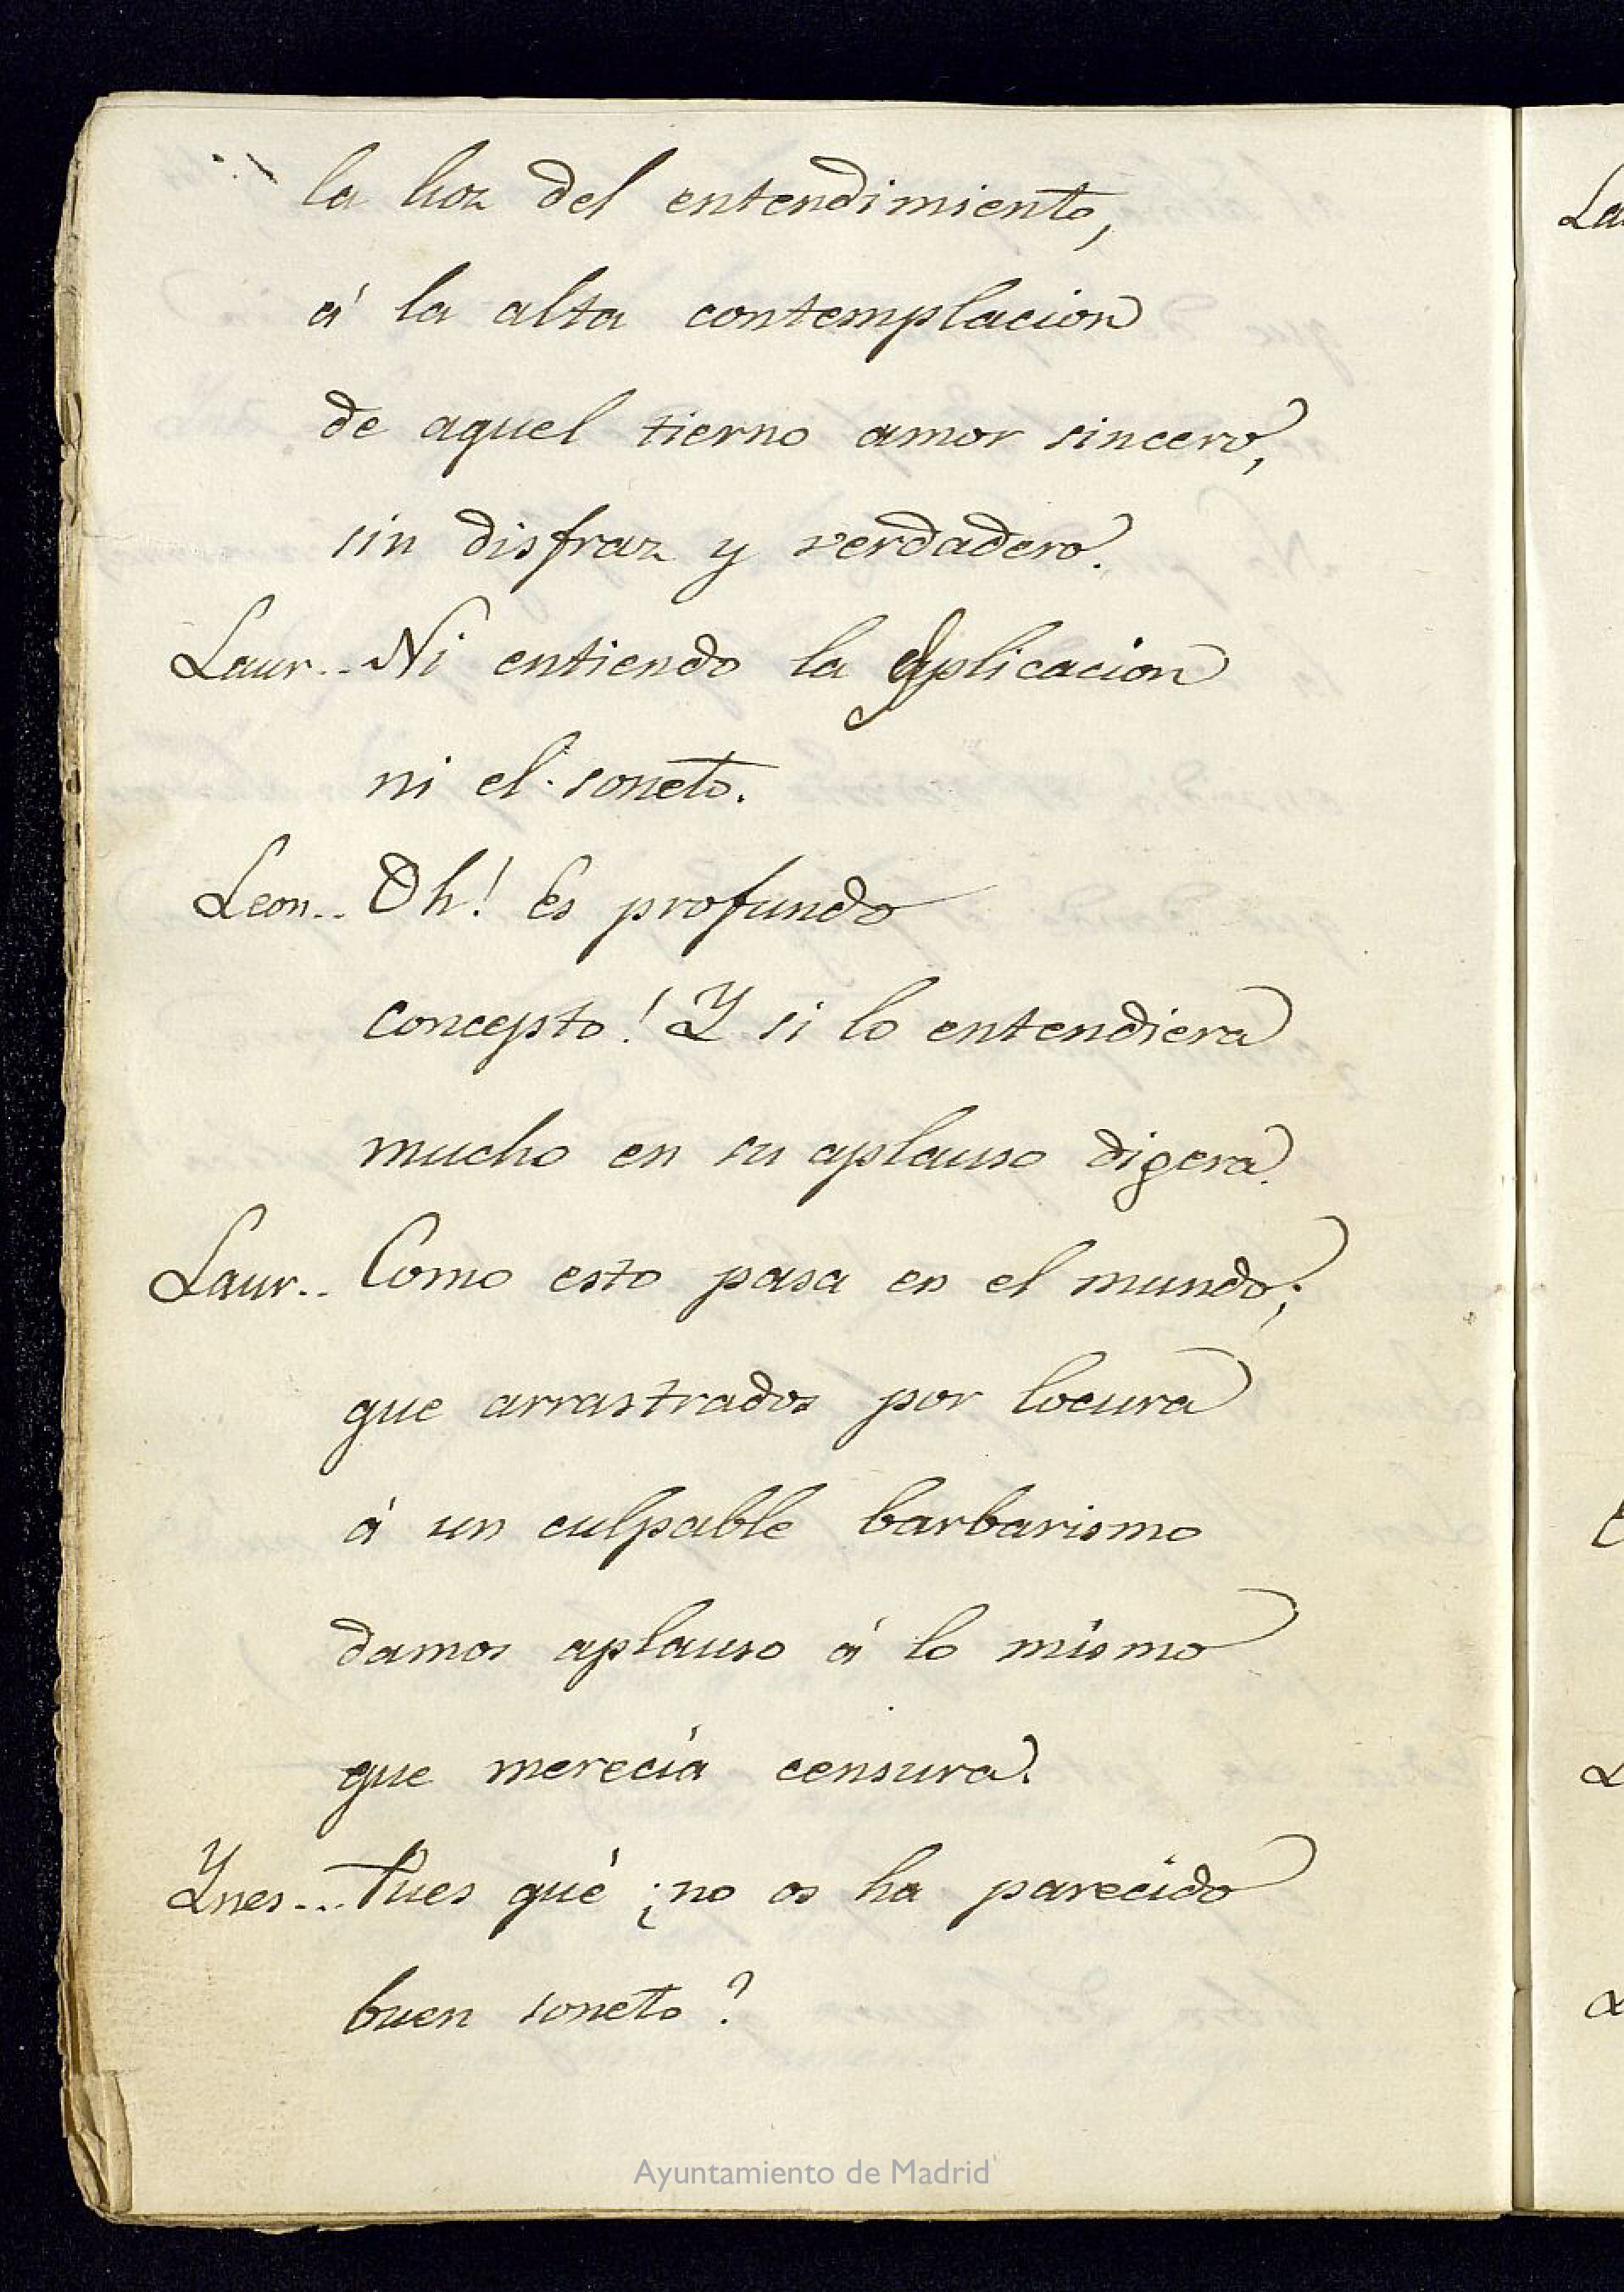 la hoz del entendimiento,
á la alta contemplacion
de aquel tierno amor sincero,
sin disfraz y verdadero.
Laur.. Ni entiendo la aplicacion
ni el soneto.
Leon.. Oh! Es profundo
concepto! Y si lo entendiera
mucho en su aplauso digera.
Laur.. Como esto pasa en el mundo;
que arrastrados por locura
á un culpable barbarismo
damos aplauso á lo mismo
que merecia censura.
Ynes... Pues qué ¿no os ha parecido
buen soneto?
La
Ayuntamiento de Madrid